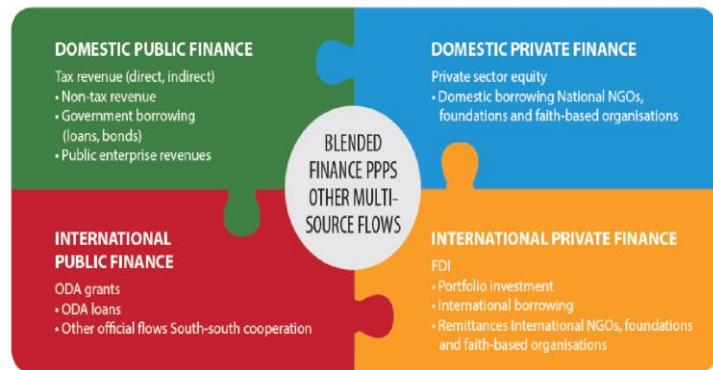 DOMESTIC PUBLIC FINANCE
Tax revenue (direct, indirect)
• Non-tax revenue
• Government borrowing
(loans, bonds)
• Public enterprise revenues
DOMESTIC PRIVATE FINANCE
Private sector equity
• Domestic borrowing National NGOs,
foundations and faith-based organisations
BLENDED
FINANCE PPPS
OTHER MULTI-
SOURCE FLOWS
INTERNATIONAL
PUBLIC FINANCE
ODA grants
• ODA loans
• Other official flows South-south cooperation
INTERNATIONAL PRIVATE FINANCE
FDI
• Portfolio investment
• International borrowing
• Remittances International NGOs, foundations
and faith-based organisations